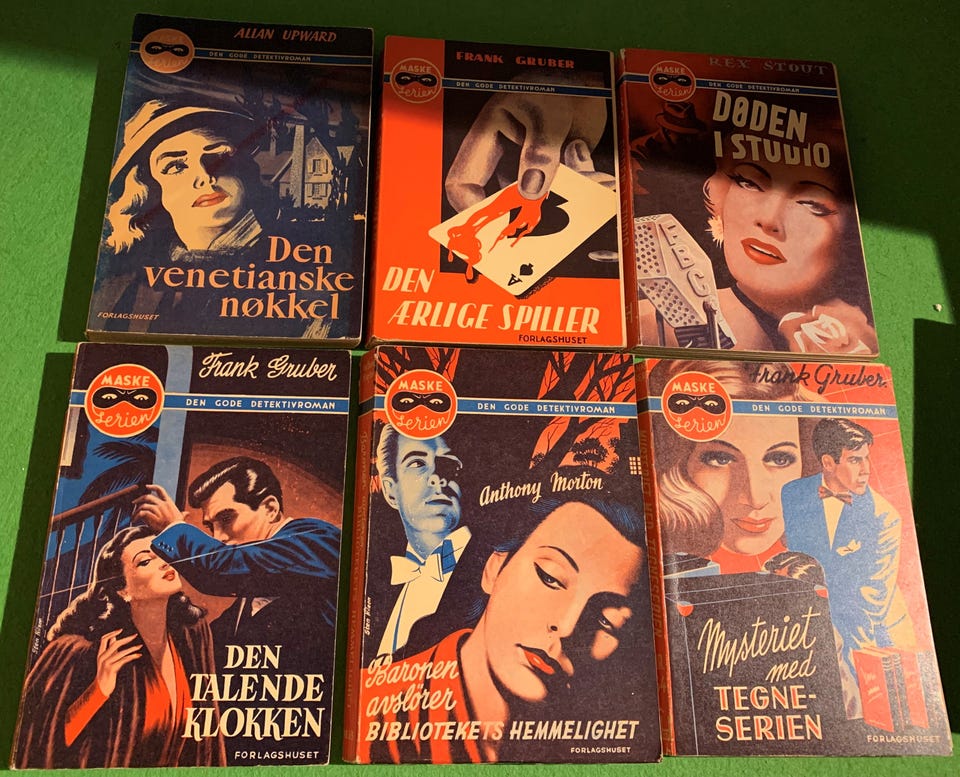 ALLAN UPWARD
MASKE
Serien
DEN GODE DETEKTIVROMAN
Den
venetianske
nøkkel
FORLAGSHUSET
FRANK GRUBER
MASKE
Serien
DEN GODE DETEKTIVROMAN
A
DEN
ÆRLIGE SPILLER
FORLAGSHUSET
REX STOUT
MASKE
Serien
DEN GODE DETEKTIVROMAN
DØDEN
I STUDIO
FBC
FORLAGSHUSET
Frank Gruber
MASKE
Serien
DEN GODE DETEKTIVROMAN
DEN
TALENDE
KLOKKEN
FORLAGSHUSET
MASKE
Serien
DEN GODE DETEKTIVROMAN
Anthony Morton
Baronen
avslører
BIBLIOTEKETS HEMMELIGHET
FORLAGSHUSET
Frank Gruber.
MASKE
Serien
DEN GODE DETEKTIVROMAN
Mysteriet
med
TEGNE-
SERIEN
FORLAGSHUSET